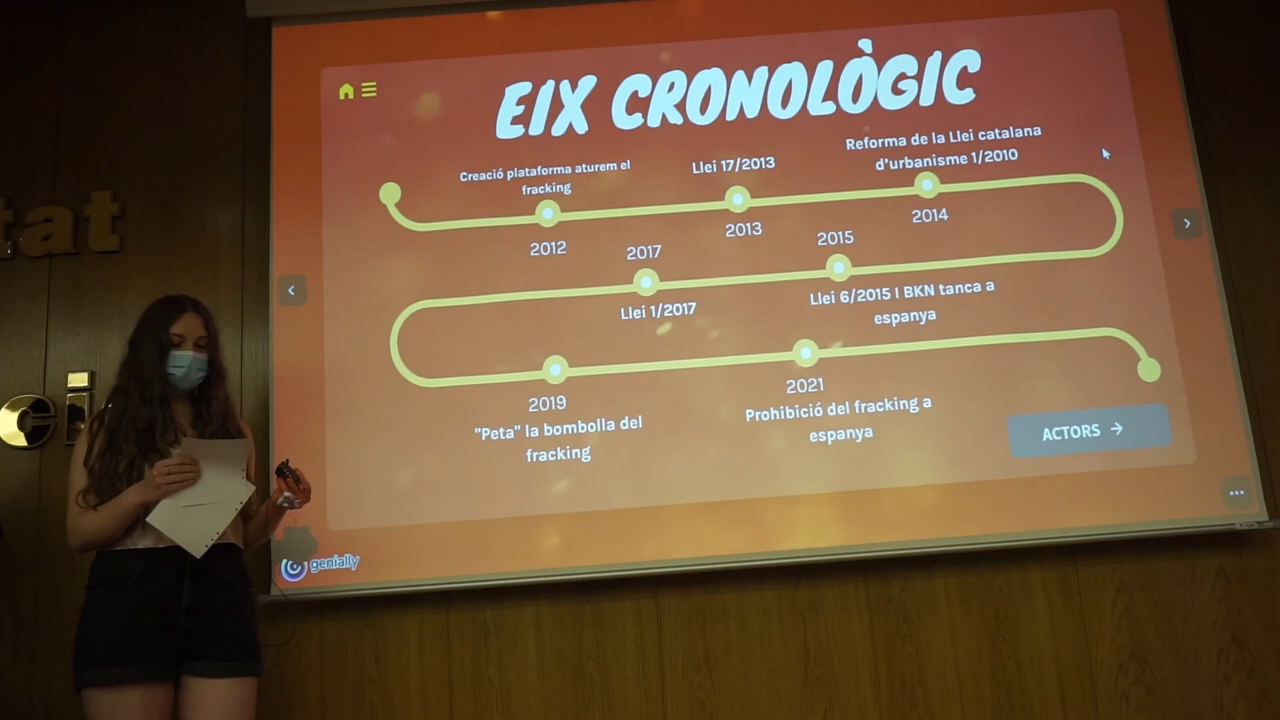 EIX CRONOLÒGIC
Creació plataforma aturem el
fracking
2012
Llei 17/2013
2013
Reforma de la Llei catalana
d'urbanisme 1/2010
2014
2015
Llei 6/2015 I BKN tanca a
espanya
2017
Llei 1/2017
2019
"Peta" la bombolla del
fracking
2021
Prohibició del fracking a
espanya
ACTORS →
genially
tat
ci